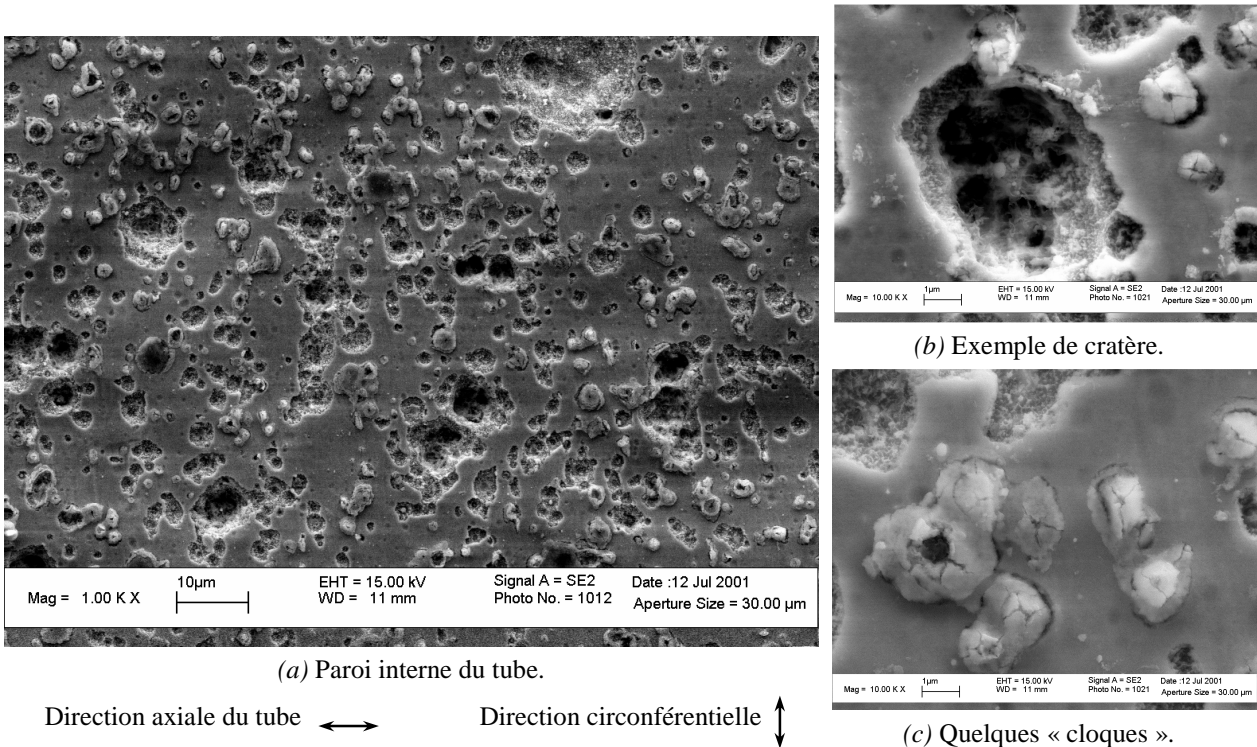 Mag = 1.00 K X
10µm
EHT = 15.00 kV
WD = 11 mm
Signal A = SE2
Photo No. = 1012
Date :12 Jul 2001
Aperture Size = 30.00 µm
(a) Paroi interne du tube.
Direction axiale du tube
Direction circonférentielle
Mag = 10.00 K X
1µm
EHT = 15.00 kV
WD = 11 mm
Signal A = SE2
Photo No. = 1021
Date :12 Jul 2001
Aperture Size = 30.00 µm
(b) Exemple de cratère.
Mag = 10.00 K X
1µm
EHT = 15.00 kV
WD = 11 mm
Signal A = SE2
Photo No. = 1021
Date :12 Jul 2001
Aperture Size = 30.00 µm
(c) Quelques « cloques ».